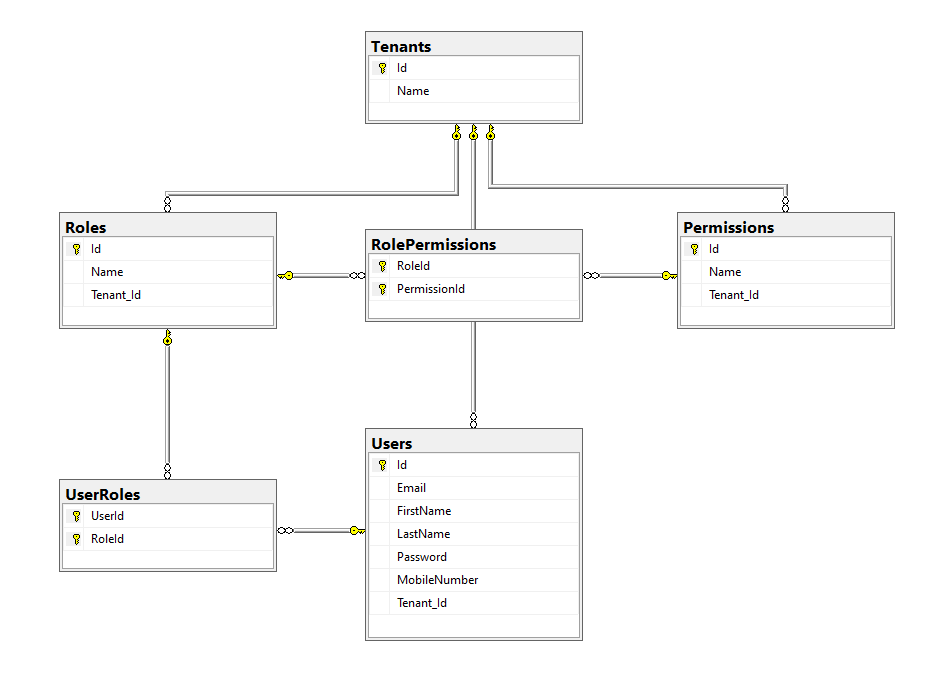 Tenants
Id
Name
Roles
Id
Name
Tenant_Id
RolePermissions
RoleId
PermissionId
Permissions
Id
Name
Tenant_Id
UserRoles
UserId
RoleId
Users
Id
Email
FirstName
LastName
Password
MobileNumber
Tenant_Id